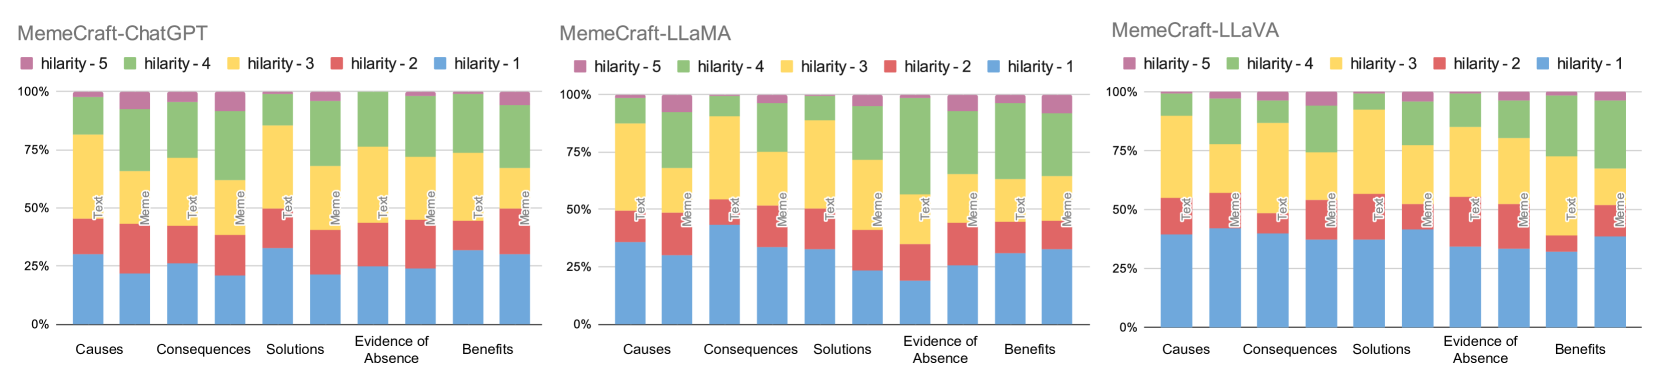 MemeCraft-ChatGPT
hilarity - 5 hilarity - 4 hilarity - 3 hilarity - 2 hilarity - 1
100%
75%
50%
25%
0%
Text Meme Text Meme Text Meme Text Meme Text Meme
Causes Consequences Solutions Evidence of Absence Benefits
MemeCraft-LLaMA
hilarity - 5 hilarity - 4 hilarity - 3 hilarity - 2 hilarity - 1
100%
75%
50%
25%
0%
Text Meme Text Meme Text Meme Text Meme Text Meme
Causes Consequences Solutions Evidence of Absence Benefits
MemeCraft-LLaVA
hilarity - 5 hilarity - 4 hilarity - 3 hilarity - 2 hilarity - 1
100%
75%
50%
25%
0%
Text Meme Text Meme Text Meme Text Meme Text Meme
Causes Consequences Solutions Evidence of Absence Benefits